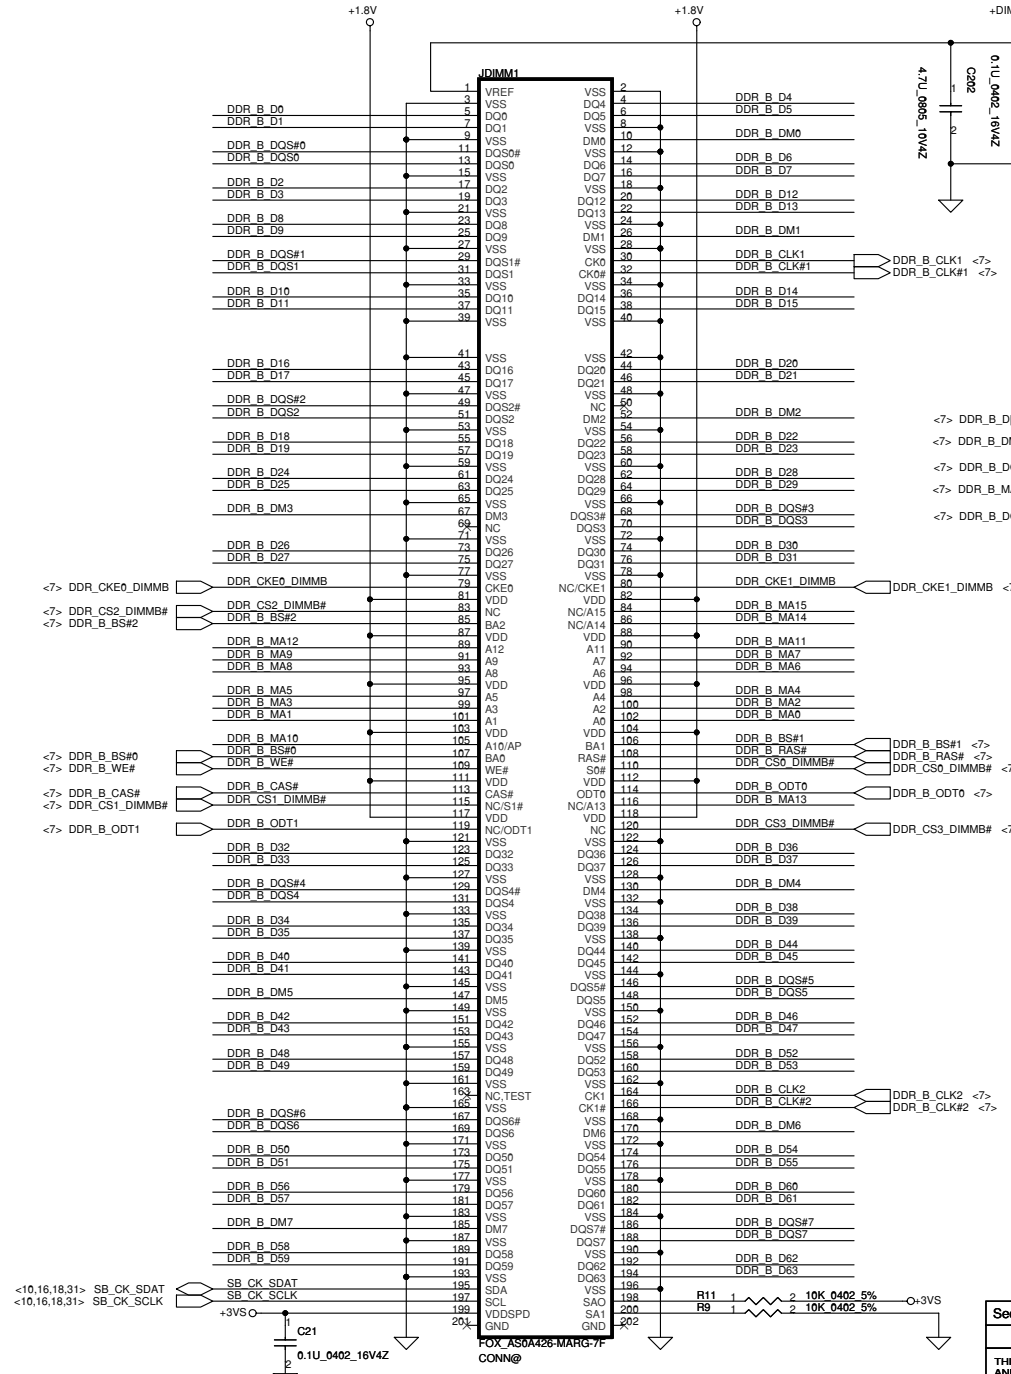 +1.8V +1.8V +DIM
JDIMM1
1 VREF VSS 2
3 VSS DQ4 4 DDR_B_D4
DDR_B_D0 5 DQ0 DQ5 6 DDR_B_D5
DDR_B_D1 7 DQ1 VSS 8
9 VSS DM0 10 DDR_B_DM0
DDR_B_DQS#0 11 DQS0# VSS 12
DDR_B_DQS0 13 DQS0 DQ6 14 DDR_B_D6
15 VSS DQ7 16 DDR_B_D7
DDR_B_D2 17 DQ2 VSS 18
DDR_B_D3 19 DQ3 DQ12 20 DDR_B_D12
21 VSS DQ13 22 DDR_B_D13
DDR_B_D8 23 DQ8 VSS 24
DDR_B_D9 25 DQ9 DM1 26 DDR_B_DM1
27 VSS VSS 28
DDR_B_DQS#1 29 DQS1# CK0 30 DDR_B_CLK1 DDR_B_CLK1 <7>
DDR_B_DQS1 31 DQS1 CK0# 32 DDR_B_CLK#1 DDR_B_CLK#1 <7>
33 VSS VSS 34
DDR_B_D10 35 DQ10 DQ14 36 DDR_B_D14
DDR_B_D11 37 DQ11 DQ15 38 DDR_B_D15
39 VSS VSS 40
41 VSS VSS 42
DDR_B_D16 43 DQ16 DQ20 44 DDR_B_D20
DDR_B_D17 45 DQ17 DQ21 46 DDR_B_D21
47 VSS VSS 48
DDR_B_DQS#2 49 DQS2# NC 50
DDR_B_DQS2 51 DQS2 DM2 52 DDR_B_DM2
53 VSS VSS 54
DDR_B_D18 55 DQ18 DQ22 56 DDR_B_D22
DDR_B_D19 57 DQ19 DQ23 58 DDR_B_D23
59 VSS VSS 60
DDR_B_D24 61 DQ24 DQ28 62 DDR_B_D28
DDR_B_D25 63 DQ25 DQ29 64 DDR_B_D29
65 VSS VSS 66
DDR_B_DM3 67 DM3 DQS3# 68 DDR_B_DQS#3
69 NC DQS3 70 DDR_B_DQS3
71 VSS VSS 72
DDR_B_D26 73 DQ26 DQ30 74 DDR_B_D30
DDR_B_D27 75 DQ27 DQ31 76 DDR_B_D31
77 VSS VSS 78
<7> DDR_CKE0_DIMMB DDR_CKE0_DIMMB 79 CKE0 NC/CKE1 80 DDR_CKE1_DIMMB DDR_CKE1_DIMMB <7
81 VDD VDD 82
<7> DDR_CS2_DIMMB# DDR_CS2_DIMMB# 83 NC NC/A15 84 DDR_B_MA15
<7> DDR_B_BS#2 DDR_B_BS#2 85 BA2 NC/A14 86 DDR_B_MA14
87 VDD VDD 88
DDR_B_MA12 89 A12 A11 90 DDR_B_MA11
DDR_B_MA9 91 A9 A7 92 DDR_B_MA7
DDR_B_MA8 93 A8 A6 94 DDR_B_MA6
95 VDD VDD 96
DDR_B_MA5 97 A5 A4 98 DDR_B_MA4
DDR_B_MA3 99 A3 A2 100 DDR_B_MA2
DDR_B_MA1 101 A1 A0 102 DDR_B_MA0
103 VDD VDD 104
DDR_B_MA10 105 A10/AP BA1 106 DDR_B_BS#1 DDR_B_BS#1 <7>
<7> DDR_B_BS#0 DDR_B_BS#0 107 BA0 RAS# 108 DDR_B_RAS# DDR_B_RAS# <7>
<7> DDR_B_WE# DDR_B_WE# 109 WE# S0# 110 DDR_CS0_DIMMB# DDR_CS0_DIMMB# <7
111 VDD VDD 112
<7> DDR_B_CAS# DDR_B_CAS# 113 CAS# ODT0 114 DDR_B_ODT0 DDR_B_ODT0 <7>
<7> DDR_CS1_DIMMB# DDR_CS1_DIMMB# 115 NC/S1# NC/A13 116 DDR_B_MA13
117 VDD VDD 118
<7> DDR_B_ODT1 DDR_B_ODT1 119 NC/ODT1 NC 120 DDR_CS3_DIMMB# DDR_CS3_DIMMB# <7
121 VSS VSS 122
DDR_B_D32 123 DQ32 DQ36 124 DDR_B_D36
DDR_B_D33 125 DQ33 DQ37 126 DDR_B_D37
127 VSS VSS 128
DDR_B_DQS#4 129 DQS4# DM4 130 DDR_B_DM4
DDR_B_DQS4 131 DQS4 VSS 132
133 VSS DQ38 134 DDR_B_D38
DDR_B_D34 135 DQ34 DQ39 136 DDR_B_D39
DDR_B_D35 137 DQ35 VSS 138
139 VSS DQ44 140 DDR_B_D44
DDR_B_D40 141 DQ40 DQ45 142 DDR_B_D45
DDR_B_D41 143 DQ41 VSS 144
145 VSS DQS5# 146 DDR_B_DQS#5
DDR_B_DM5 147 DM5 DQS5 148 DDR_B_DQS5
149 VSS VSS 150
DDR_B_D42 151 DQ42 DQ46 152 DDR_B_D46
DDR_B_D43 153 DQ43 DQ47 154 DDR_B_D47
155 VSS VSS 156
DDR_B_D48 157 DQ48 DQ52 158 DDR_B_D52
DDR_B_D49 159 DQ49 DQ53 160 DDR_B_D53
161 VSS VSS 162
163 NC,TEST CK1 164 DDR_B_CLK2 DDR_B_CLK2 <7>
165 VSS CK1# 166 DDR_B_CLK#2 DDR_B_CLK#2 <7>
DDR_B_DQS#6 167 DQS6# VSS 168
DDR_B_DQS6 169 DQS6 DM6 170 DDR_B_DM6
171 VSS VSS 172
DDR_B_D50 173 DQ50 DQ54 174 DDR_B_D54
DDR_B_D51 175 DQ51 DQ55 176 DDR_B_D55
177 VSS VSS 178
DDR_B_D56 179 DQ56 DQ60 180 DDR_B_D60
DDR_B_D57 181 DQ57 DQ61 182 DDR_B_D61
183 VSS VSS 184
DDR_B_DM7 185 DM7 DQS7# 186 DDR_B_DQS#7
187 VSS DQS7 188 DDR_B_DQS7
DDR_B_D58 189 DQ58 VSS 190
DDR_B_D59 191 DQ59 DQ62 192 DDR_B_D62
193 VSS DQ63 194 DDR_B_D63
<10,16,18,31> SB_CK_SDAT SB_CK_SDAT 195 SDA VSS 196
<10,16,18,31> SB_CK_SCLK SB_CK_SCLK 197 SCL SAO 198 R11 1 2 10K_0402_5% +3VS
+3VS 199 VDDSPD SA1 200 R9 1 2 10K_0402_5%
201 GND GND 202
FOX_AS0A426-MARG-7F
CONN@
1
C21
0.1U_0402_16V4Z
2
0.1U_0402_16V4Z
C202
1
2
4.7U_0805_10V4Z
<7> DDR_B_D
<7> DDR_B_DM
<7> DDR_B_D
<7> DDR_B_MA
<7> DDR_B_D
Sec
THI
AND